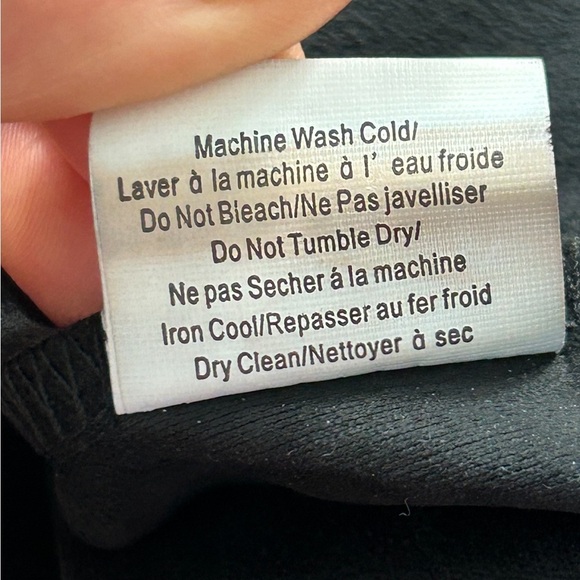 Machine Wash Cold/
Laver à la machine à l' eau froide
Do Not Bleach/Ne Pas javelliser
Do Not Tumble Dry/
Ne pas Secher á la machine
Iron Cool/Repasser au fer froid
Dry Clean/Nettoyer à sec